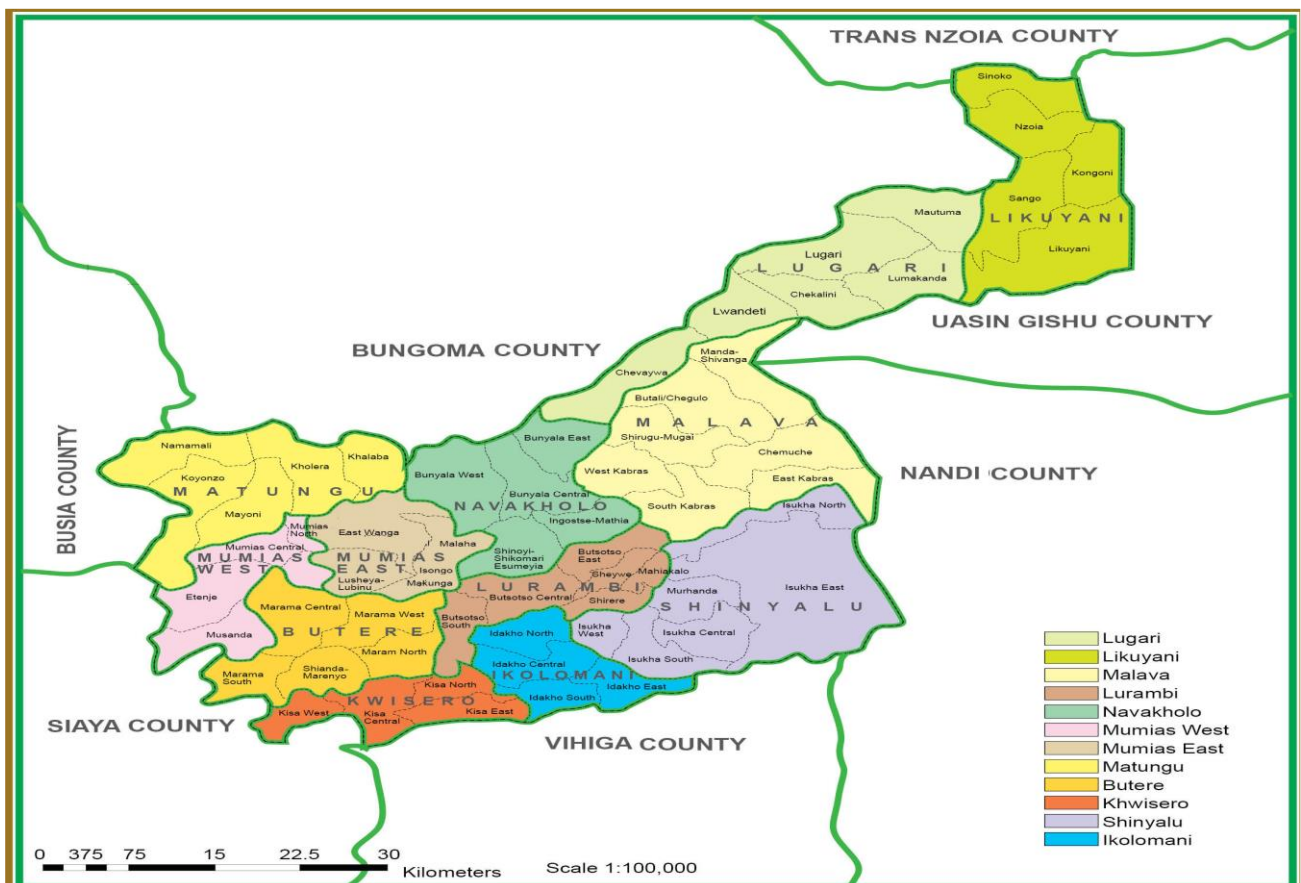 TRANS NZOIA COUNTY
Sinoko
Nzoia
Kongoni
Sango
LIKUYANI
Likuyani
Mautuma
Lugari
LUGARI
Lumakanda
Chekalini
Lwandeti
UASIN GISHU COUNTY
BUNGOMA COUNTY
Manda-
Shivanga
Chevaywa
Butali/Chegulo
MALAVA
Shirugu-Mugai
Chemuche
West Kabras
East Kabras
South Kabras
NANDI COUNTY
BUSIA COUNTY
Namamali
Khalaba
Kholera
Koyonzo
MATUNGU
Mayoni
Bunyala East
Bunyala West
Bunyala Central
NAVAKHOLO
Ingostse-Mathia
Shinoyi-
Shikomari
Esumeyia
Mumias
North
Mumias Central
MUMIAS
WEST
Etenje
Musanda
East Wanga
Malaha
MUMIAS
EAST
Isongo
Lusheya-
Lubinu
Makunga
Butsotso
East
Sheywe
Mahiakalo
LURAMBI
Butsotso Central
Shirere
Butsotso
South
Isukha North
Isukha East
Murhanda
SHINYALU
Isukha
West
Isukha Central
Isukha South
Marama Central
Marama West
BUTERE
Maram North
Marama
South
Shianda-
Marenyo
Idakho North
Idakho Central
IKOLOMANI
Idakho East
Idakho South
Kisa North
KWISERO
Kisa West
Kisa
Central
Kisa East
SIAYA COUNTY
VIHIGA COUNTY
Lugari
Likuyani
Malava
Lurambi
Navakholo
Mumias West
Mumias East
Matungu
Butere
Khwisero
Shinyalu
Ikolomani
0 375 75 15 22.5 30
Kilometers
Scale 1:100,000